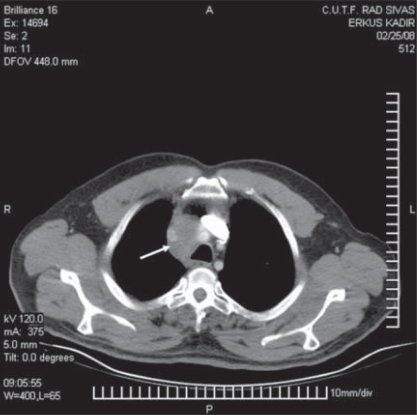 Brilliance 16
Ex: 14694
Se: 2
Im: 11
DFOV 448.0 mm
A
C.U.T.F. RAD SIVAS
ERKUS KADIR
02/25/08
512
R
L
kV 120.0
mA: 375
5.0 mm
Tilt: 0.0 degrees
09:05:55
W=400,L=65
10mm/div
P